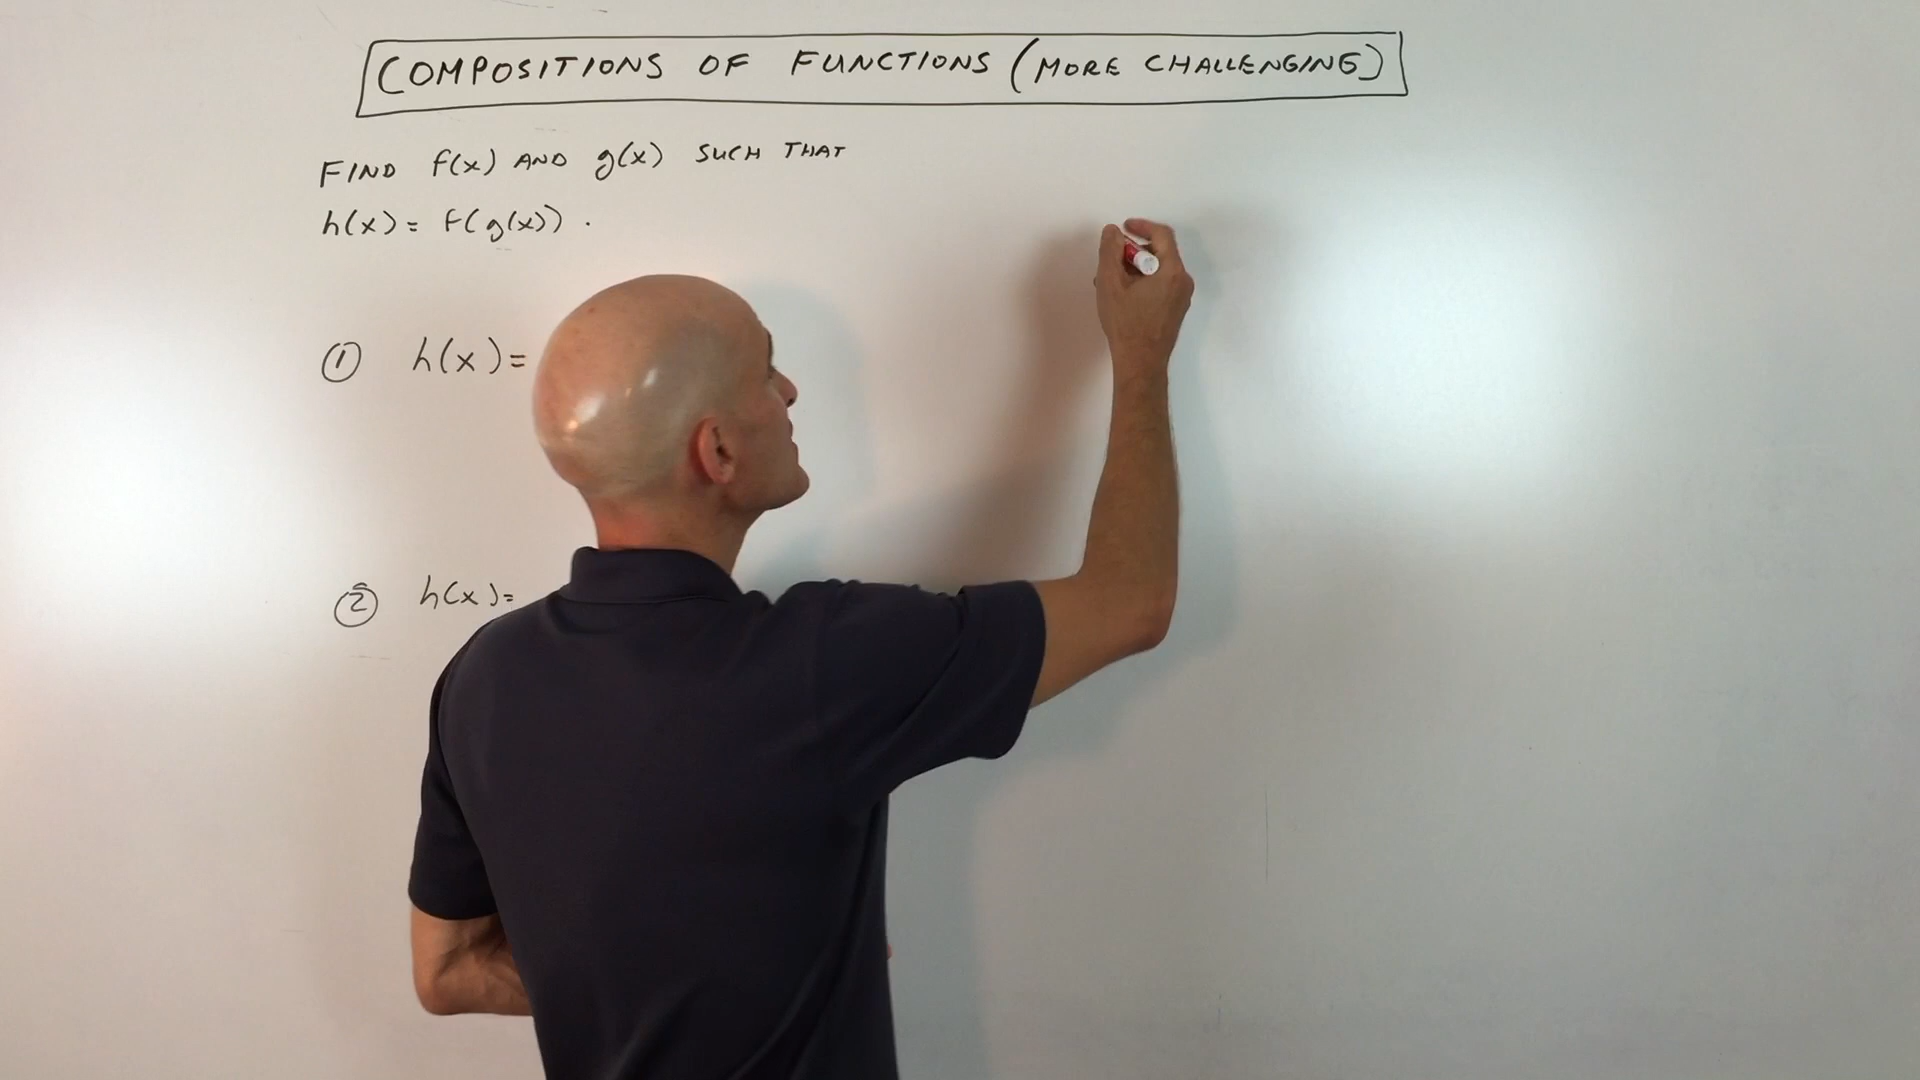 COMPOSITIONS OF FUNCTIONS (MORE CHALLENGING)
FIND f(x) AND g(x) SUCH THAT
h(x) = f(g(x)).
① h(x) =
② h(x) =